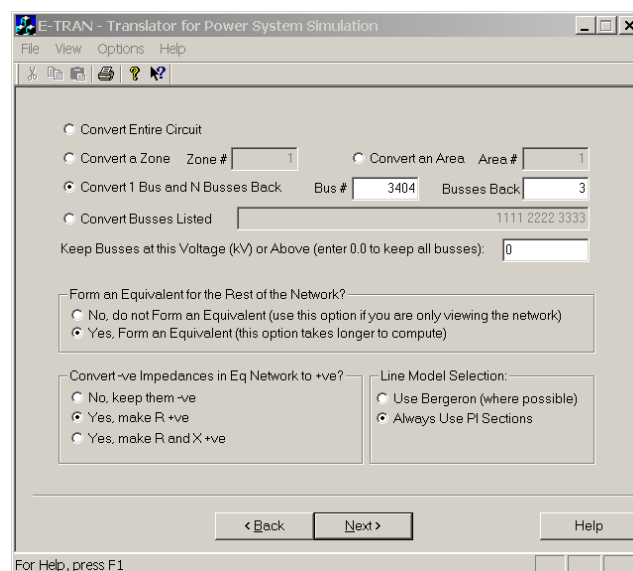 E-TRAN - Translator for Power System Simulation
File View Options Help
Convert Entire Circuit
Convert a Zone Zone # 1 Convert an Area Area # 1
Convert 1 Bus and N Busses Back Bus # 3404 Busses Back 3
Convert Busses Listed 1111 2222 3333
Keep Busses at this Voltage (kV) or Above (enter 0.0 to keep all busses): 0
Form an Equivalent for the Rest of the Network?
No, do not Form an Equivalent (use this option if you are only viewing the network)
Yes, Form an Equivalent (this option takes longer to compute)
Convert -ve Impedances in Eq Network to +ve?
No, keep them -ve
Yes, make R +ve
Yes, make R and X +ve
Line Model Selection:
Use Bergeron (where possible)
Always Use PI Sections
< Back Next > Help
For Help, press F1